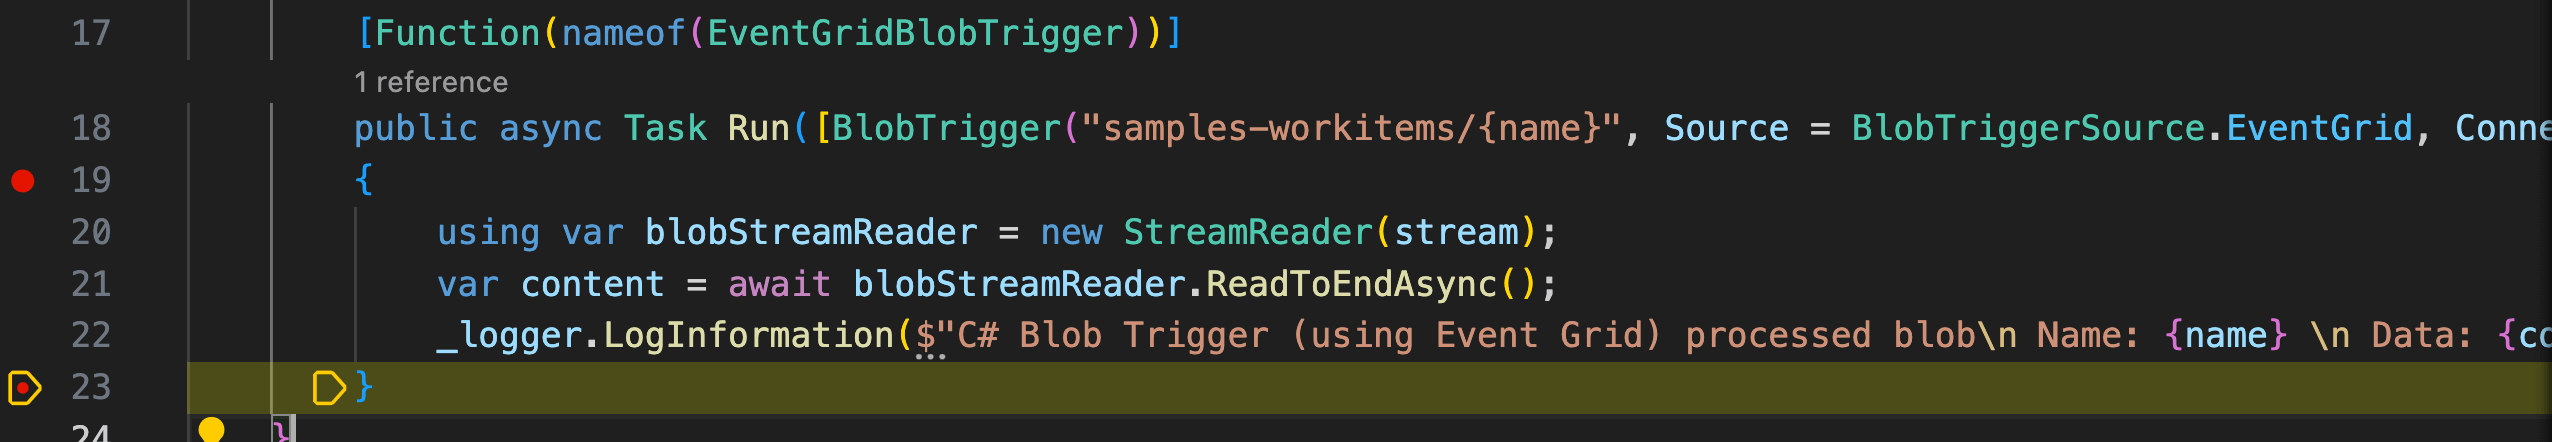 17 [Function(nameof(EventGridBlobTrigger))]
1 reference
18 public async Task Run([BlobTrigger("samples-workitems/{name}", Source = BlobTriggerSource.EventGrid, Conne
19 {
20 using var blobStreamReader = new StreamReader(stream);
21 var content = await blobStreamReader.ReadToEndAsync();
22 _logger.LogInformation($"C# Blob Trigger (using Event Grid) processed blob\n Name: {name} \n Data: {co
23 }
24 }